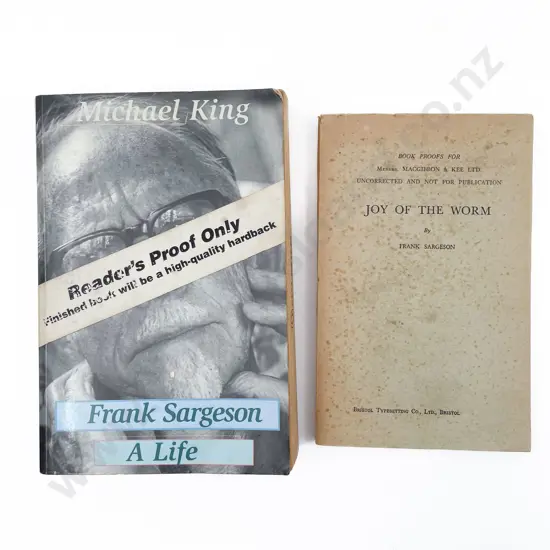 Michael King
Reader's Proof Only
Finished book will be a high-quality hardback
Frank Sargeson
A Life
BOOK PROOFS FOR
Messrs. MACGIBBON & KEE LTD.
UNCORRECTED AND NOT FOR PUBLICATION
JOY OF THE WORM
By
FRANK SARGESON
Bristol Typesetting Co., Ltd., Bristol